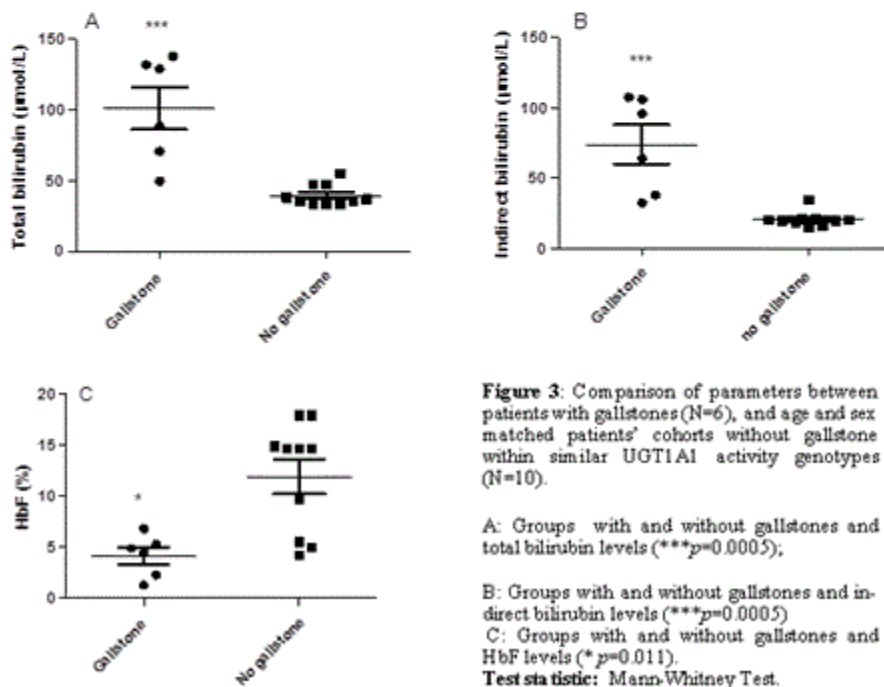 A
***
Total bilirubin (µmol/L)
150
100
50
0
Gallstone
No gallstone
B
***
Indirect bilirubin (µmol/L)
150
100
50
0
Gallstone
no gallstone
C
*
HbF (%)
20
15
10
5
0
Gallstone
No gallstone
Figure 3: Comparison of parameters between
patients with gallstones (N=6), and age and sex
matched patients' cohorts without gallstone
within similar UGT1A1 activity genotypes
(N=10).
A: Groups with and without gallstones and
total bilirubin levels (***p=0.0005);
B: Groups with and without gallstones and in-
direct bilirubin levels (***p=0.0005)
C: Groups with and without gallstones and
HbF levels (* p=0.011).
Test statistic: Mann-Whitney Test.